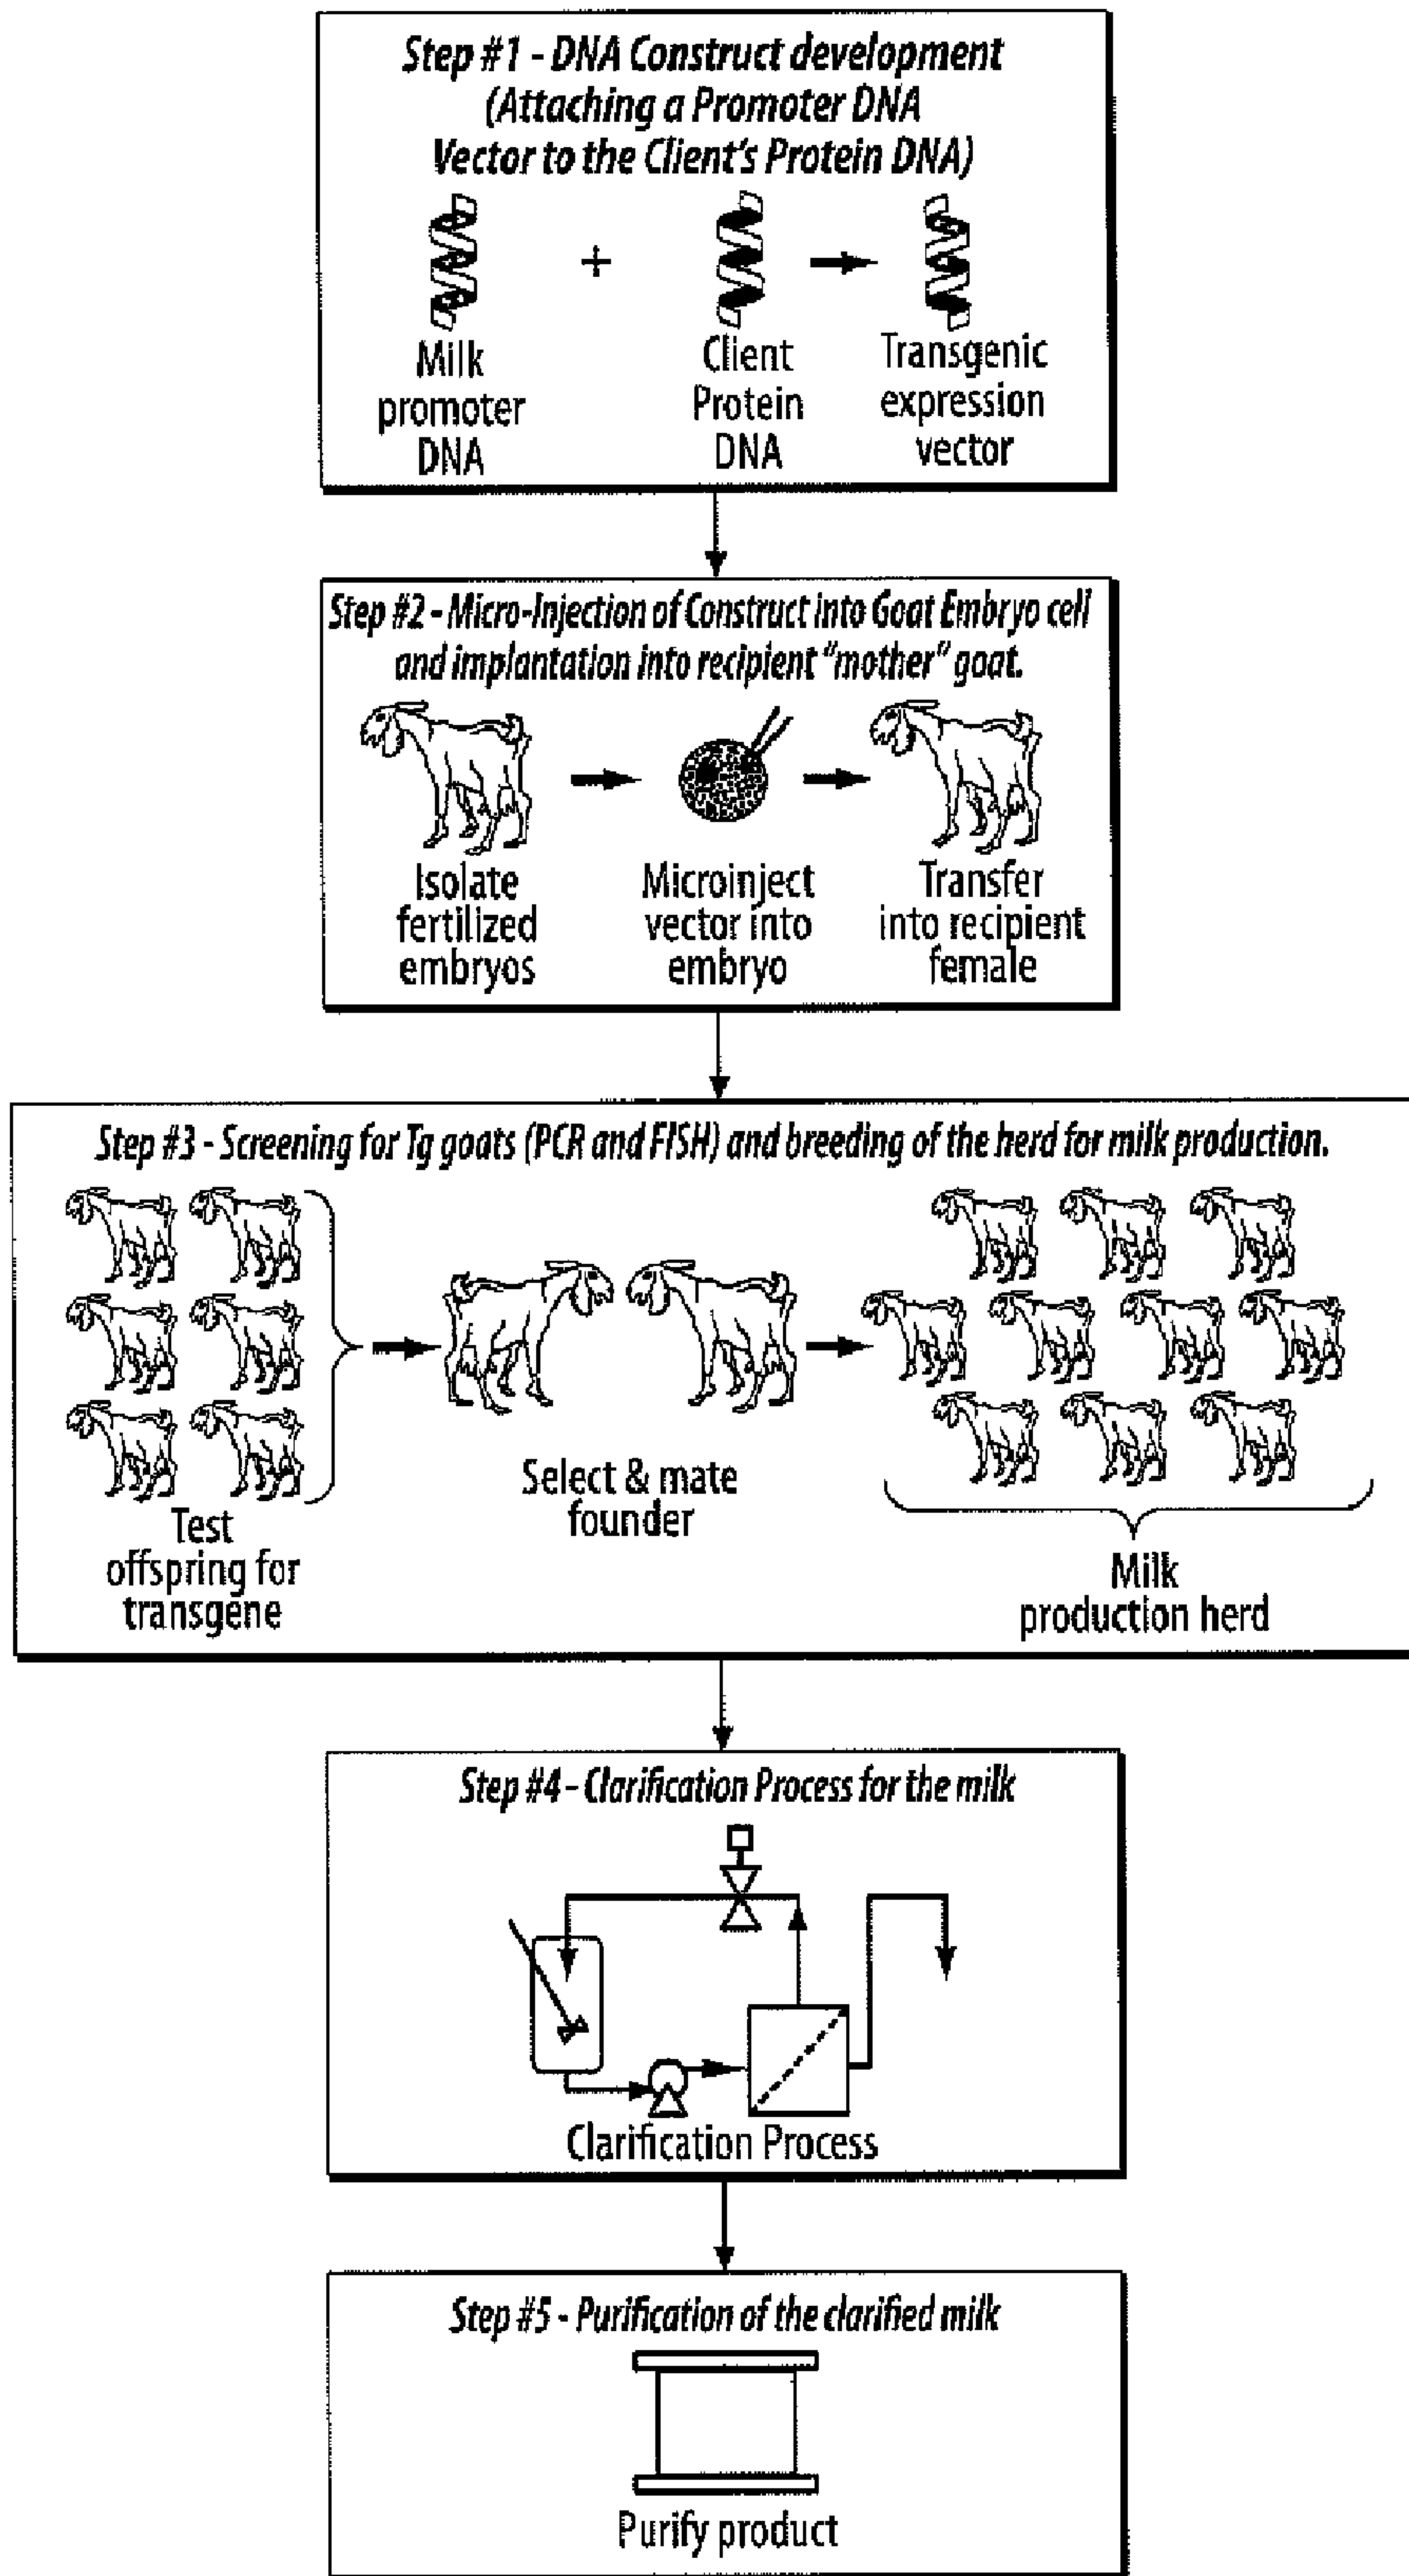 Step #1 - DNA Construct development
(Attaching a Promoter DNA
Vector to the Client's Protein DNA)
+
Milk
promoter
DNA
Client
Protein
DNA
Transgenic
expression
vector
Step #2 - Micro-Injection of Construct into Goat Embryo cell
and implantation into recipient "mother" goat.
Isolate
fertilized
embryos
Microinject
vector into
embryo
Transfer
into recipient
female
Step #3 - Screening for Tg goats (PCR and FISH) and breeding of the herd for milk production.
Test
offspring for
transgene
Select & mate
founder
Milk
production herd
Step #4 - Clarification Process for the milk
Clarification Process
Step #5 - Purification of the clarified milk
Purify product